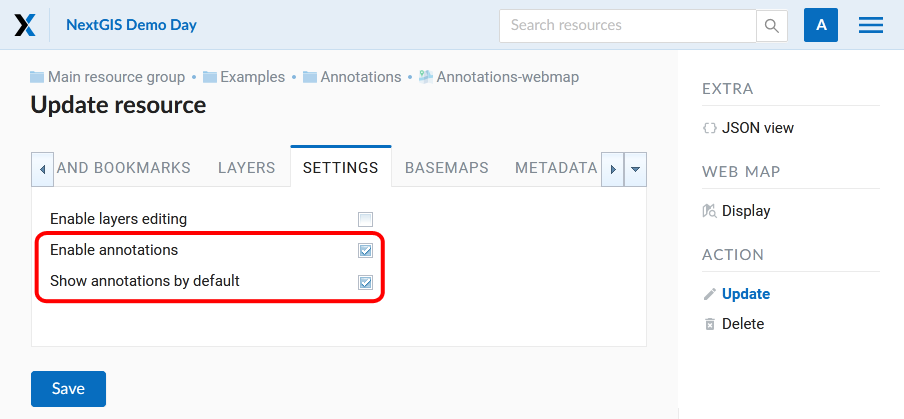 NextGIS Demo Day
Search resources
A
Main resource group • Examples • Annotations • Annotations-webmap
Update resource
AND BOOKMARKS LAYERS SETTINGS BASEMAPS METADATA
Enable layers editing
Enable annotations
Show annotations by default
Save
EXTRA
JSON view
WEB MAP
Display
ACTION
Update
Delete